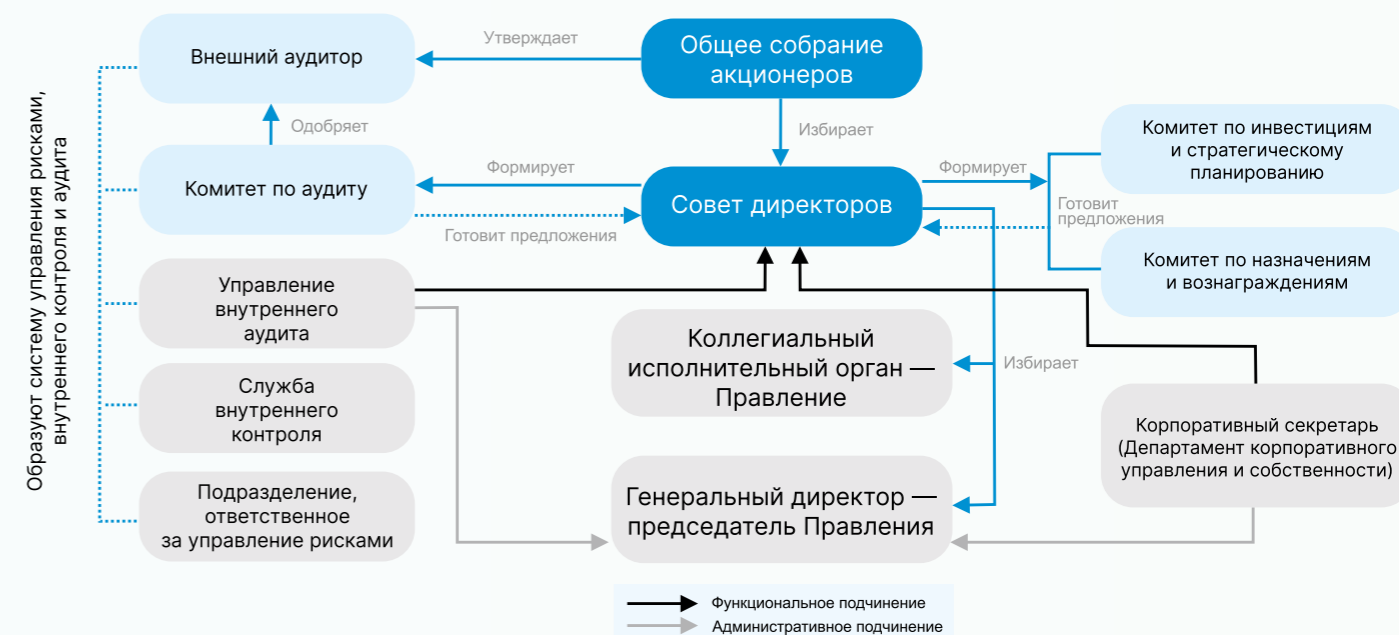 Образуют систему управления рисками,
внутреннего контроля и аудита
Внешний аудитор
Утверждает
Общее собрание
акционеров
Одобряет
Избирает
Комитет по аудиту
Формирует
Готовит предложения
Совет директоров
Формирует
Готовит
предложения
Комитет по инвестициям
и стратегическому
планированию
Комитет по назначениям
и вознаграждениям
Управление
внутреннего
аудита
Коллегиальный
исполнительный орган —
Правление
Избирает
Служба
внутреннего
контроля
Корпоративный секретарь
(Департамент корпоративного
управления и собственности)
Подразделение,
ответственное
за управление рисками
Генеральный директор —
председатель Правления
Функциональное подчинение
Административное подчинение